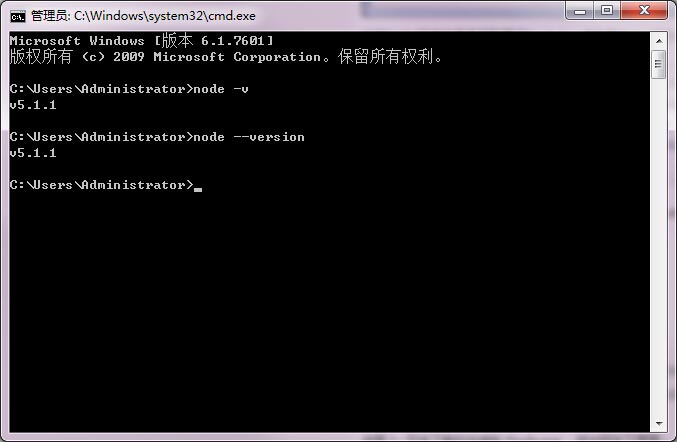 管理员: C:\Windows\system32\cmd.exe
Microsoft Windows [版本 6.1.7601]
版权所有 (c) 2009 Microsoft Corporation。保留所有权利。
C:\Users\Administrator>node -v
v5.1.1
C:\Users\Administrator>node --version
v5.1.1
C:\Users\Administrator>